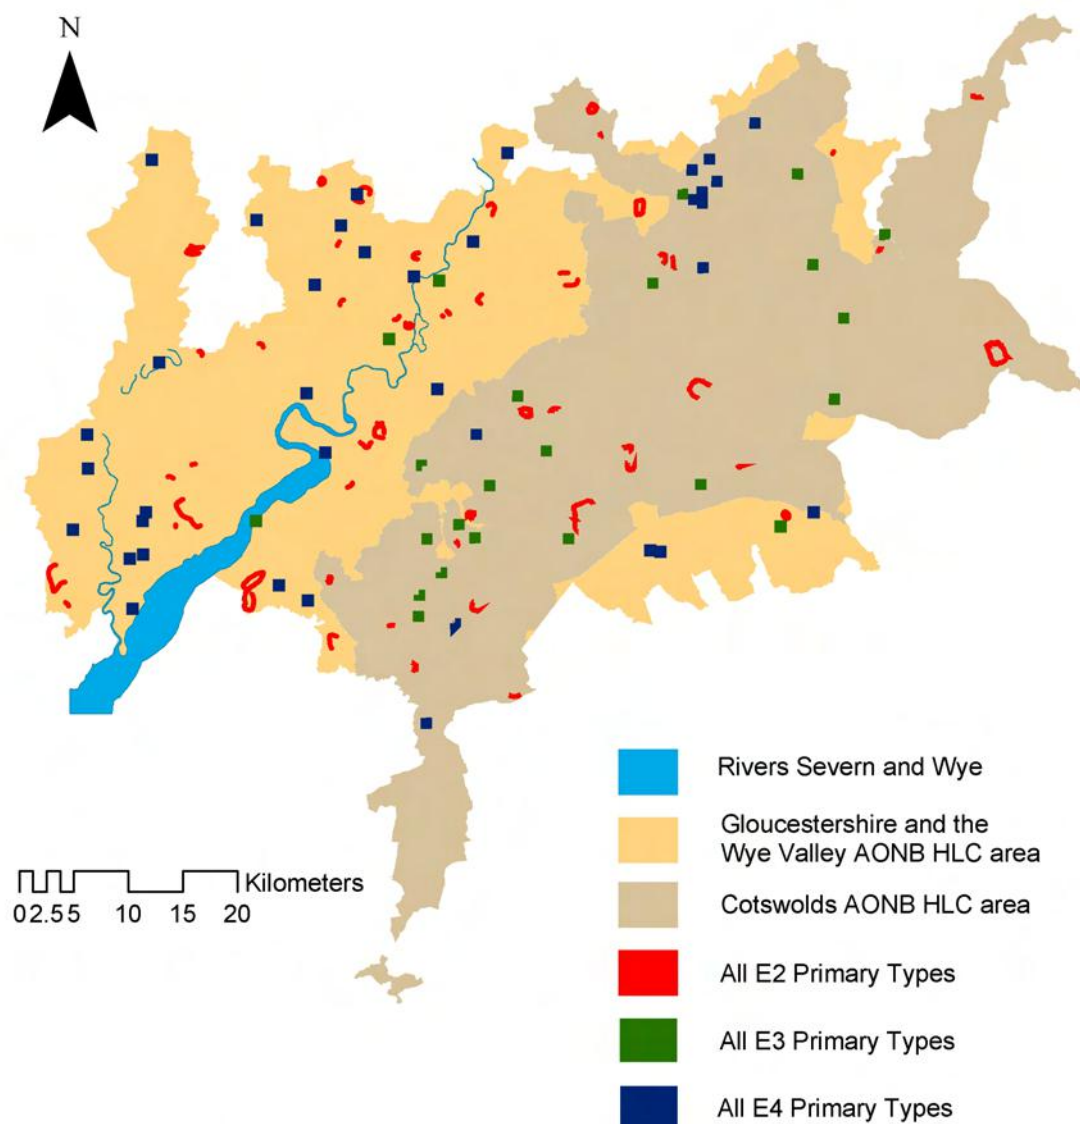 N
Rivers Severn and Wye
Gloucestershire and the
Wye Valley AONB HLC area
Kilometers
0 2.5 5 10 15 20
Cotswolds AONB HLC area
All E2 Primary Types
All E3 Primary Types
All E4 Primary Types